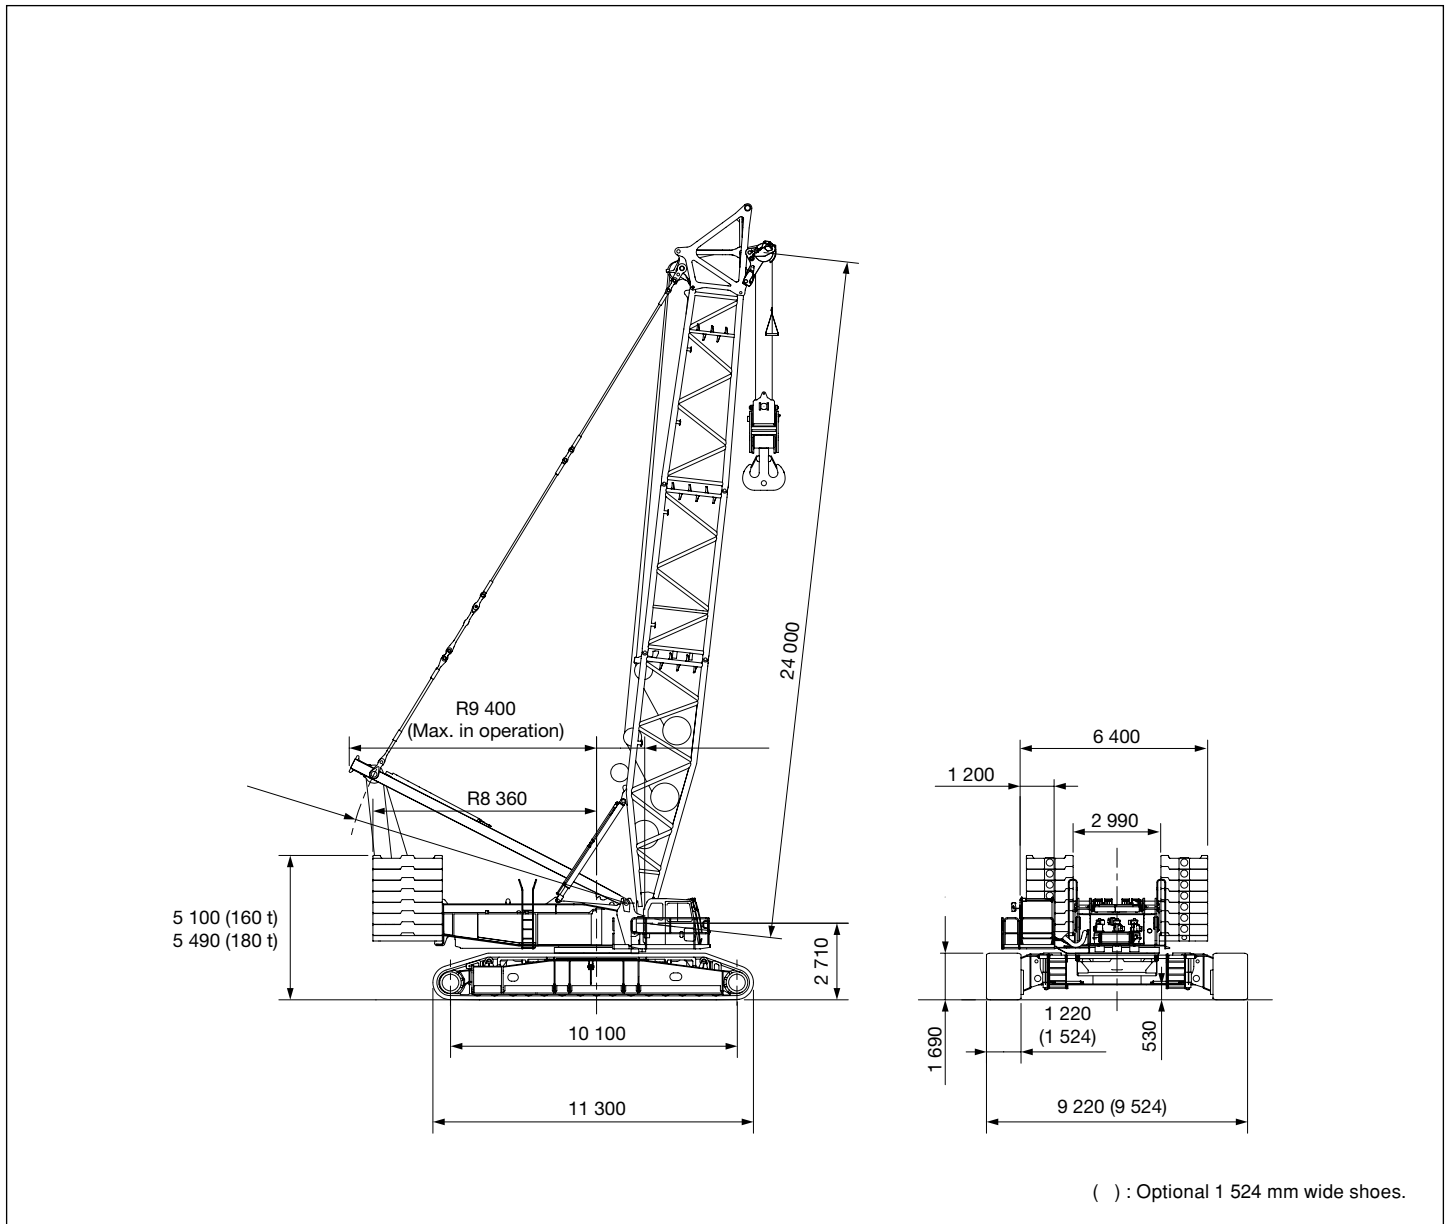 24 000
R9 400
(Max. in operation)
R8 360
5 100 (160 t)
5 490 (180 t)
2 710
10 100
11 300
6 400
1 200
2 990
1 690
1 220
(1 524)
530
9 220 (9 524)
( ) : Optional 1 524 mm wide shoes.